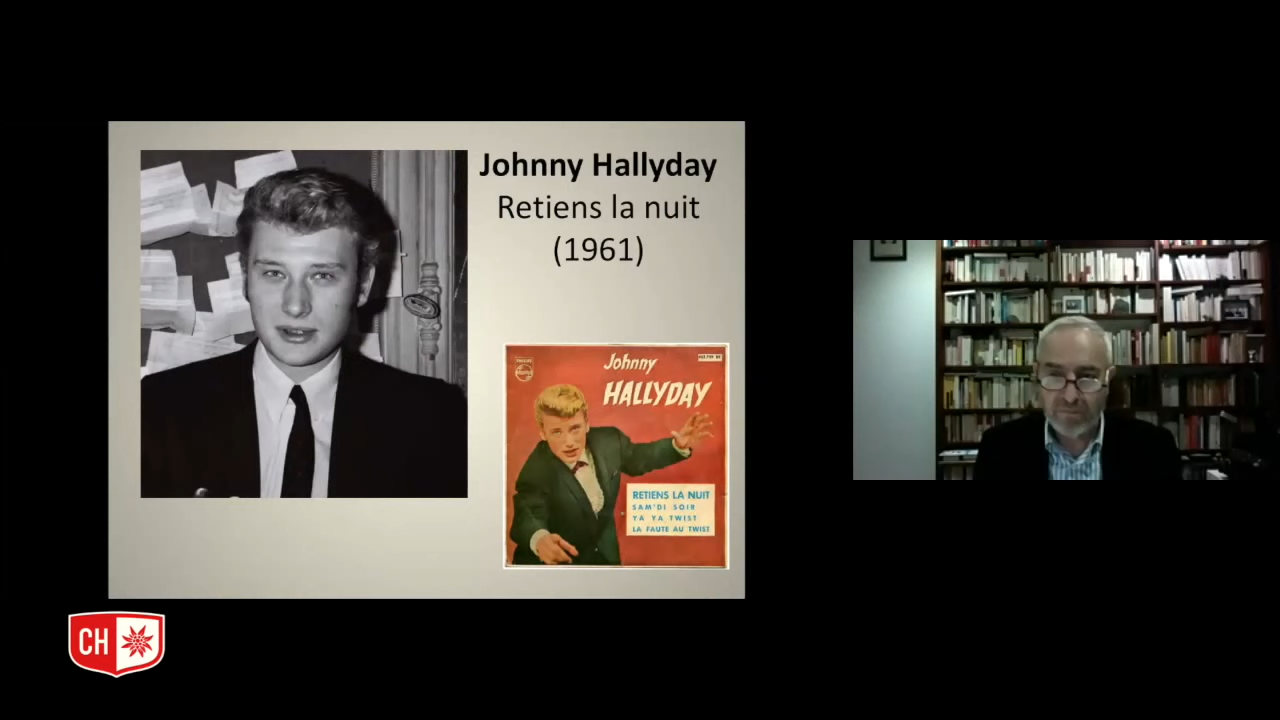 Johnny Hallyday
Retiens la nuit
(1961)
Johnny
HALLYDAY
RETIENS LA NUIT
SAM'DI SOIR
YA YA TWIST
LA FAUTE AU TWIST
CH